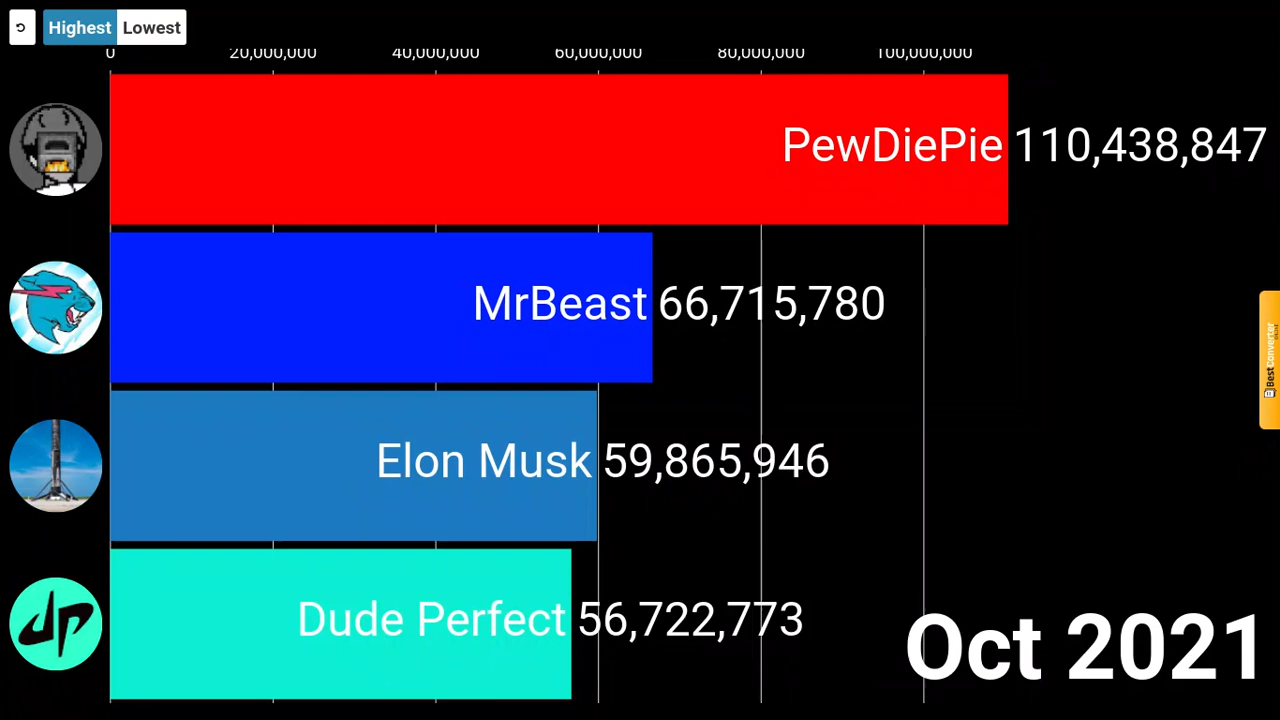 Highest Lowest
0 20,000,000 40,000,000 60,000,000 80,000,000 100,000,000
PewDiePie 110,438,847
MrBeast 66,715,780
Elon Musk 59,865,946
Dude Perfect 56,722,773
dp
Oct 2021
BestConverter